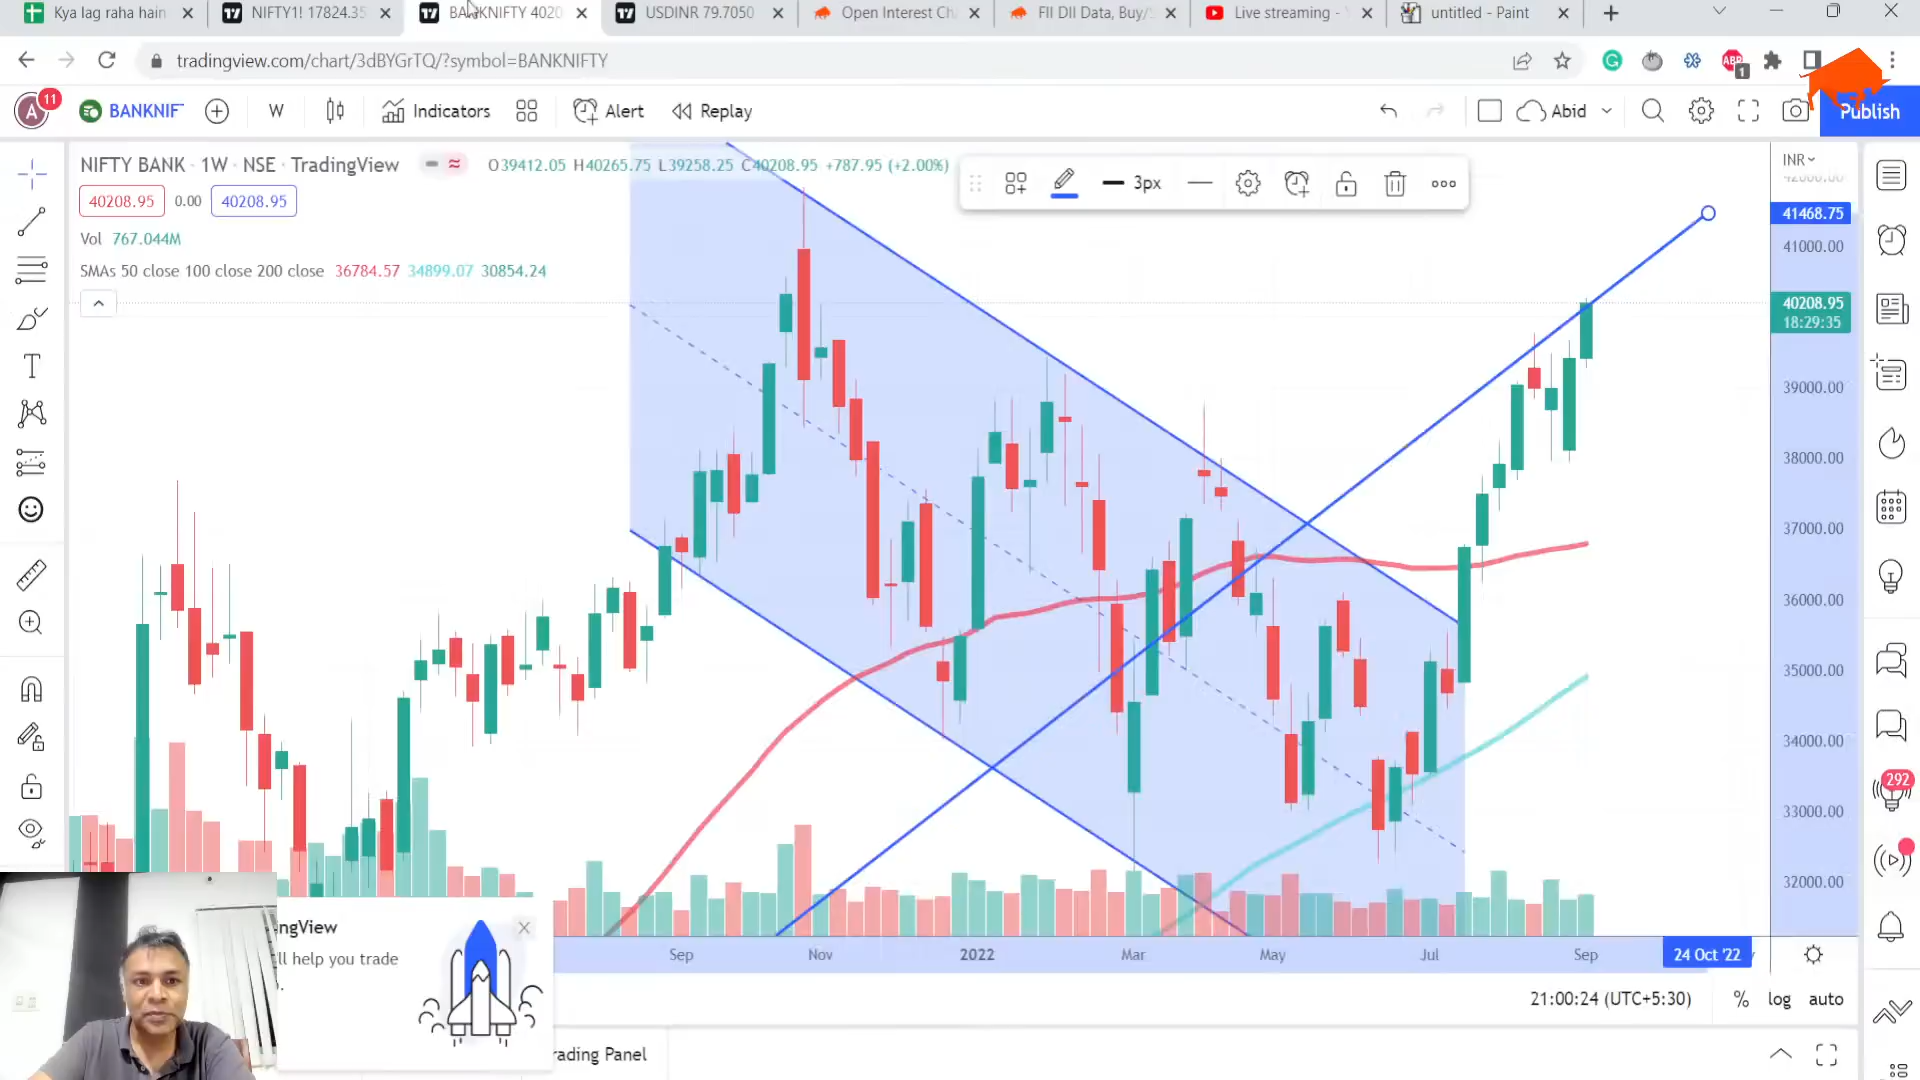 Kya lag raha hain
NIFTY1! 17824.35
BANKNIFTY 4020
USDINR 79.7050
Open Interest Ch
FII DII Data, Buy/
Live streaming -
untitled - Paint
tradingview.com/chart/3dBYGrTQ/?symbol=BANKNIFTY
ABP
1
A
11
BANKNIF
W
Indicators
Alert
Replay
Abid
Publish
NIFTY BANK · 1W · NSE · TradingView
O39412.05 H40265.75 L39258.25 C40208.95 +787.95 (+2.00%)
3px
INR
42000.00
40208.95
0.00
40208.95
41468.75
Vol 767.044M
41000.00
SMAs 50 close 100 close 200 close 36784.57 34899.07 30854.24
40208.95
18:29:35
39000.00
38000.00
37000.00
36000.00
35000.00
34000.00
33000.00
32000.00
292
Sep
Nov
2022
Mar
May
Jul
Sep
24 Oct '22
ngView
ll help you trade
21:00:24 (UTC+5:30)
%
log
auto
rading Panel